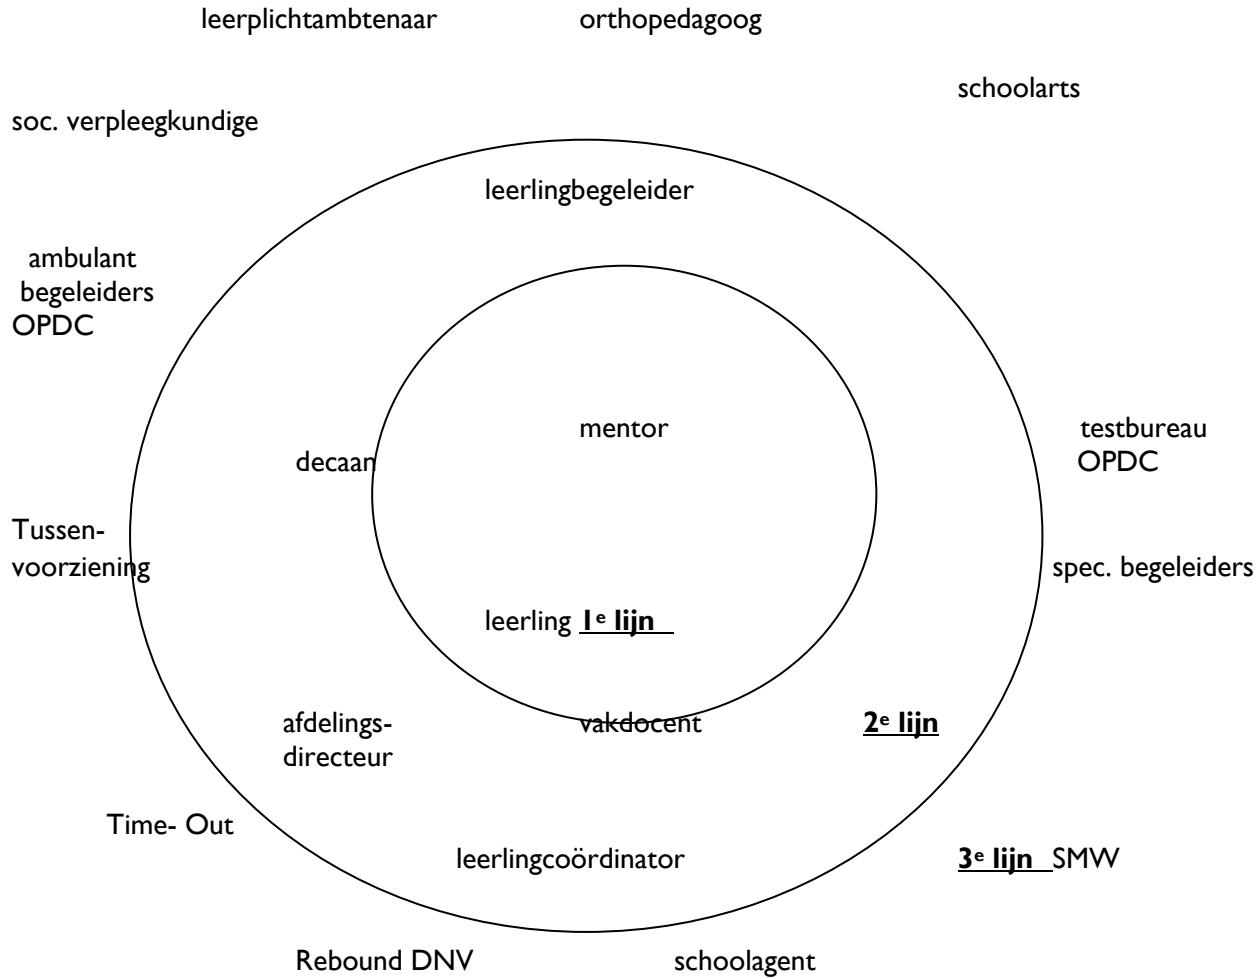 leerplichtambtenaar orthopedagoog
schoolarts
soc. verpleegkundige
leerlingbegeleider
ambulant
begeleiders
OPDC
mentor
testbureau
OPDC
decaan
Tussen-
voorziening
spec. begeleiders
leerling 1e lijn
afdelings-
directeur
vakdocent
2e lijn
Time- Out
leerlingcoördinator
3e lijn SMW
Rebound DNV
schoolagent